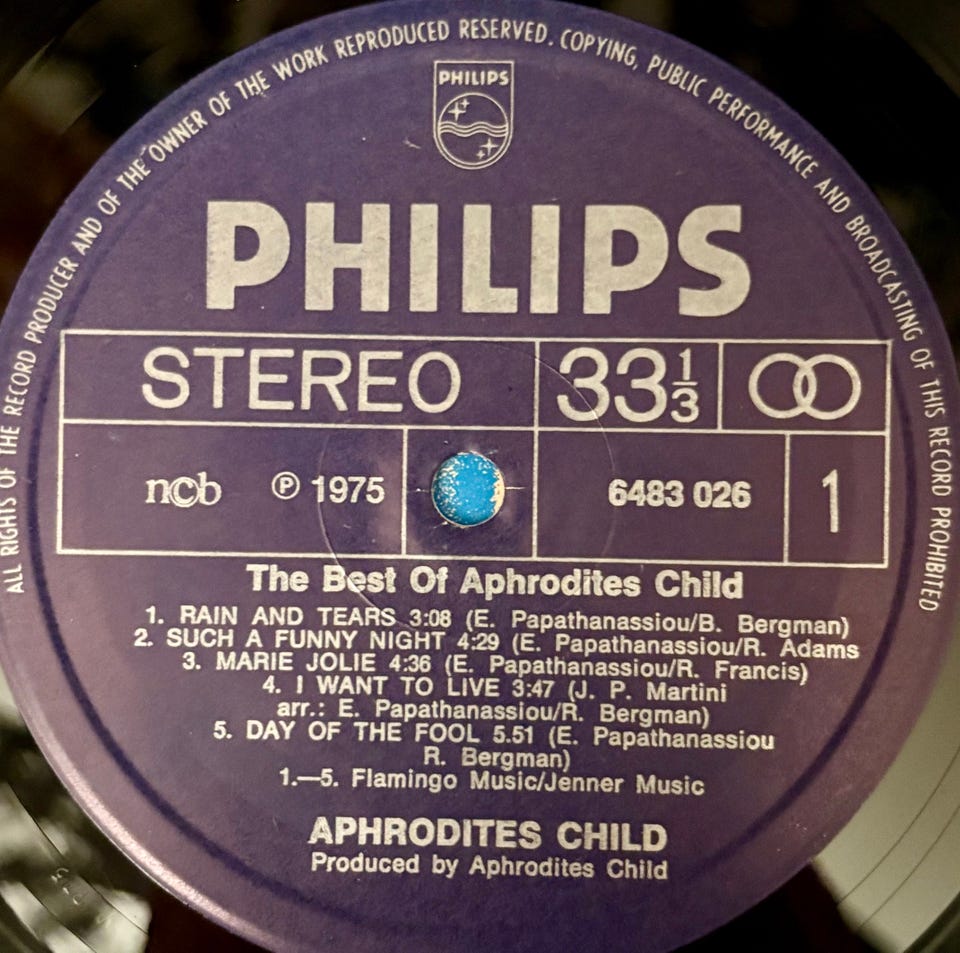 ALL RIGHTS OF THE RECORD PRODUCER AND OF THE OWNER OF THE WORK REPRODUCED RESERVED. COPYING, PUBLIC PERFORMANCE AND BROADCASTING OF THIS RECORD PROHIBITED
PHILIPS
PHILIPS
STEREO 33 1/3
ncb ℗ 1975 6483 026 1
The Best Of Aphrodites Child
1. RAIN AND TEARS 3:08 (E. Papathanassiou/B. Bergman)
2. SUCH A FUNNY NIGHT 4:29 (E. Papathanassiou/R. Adams
3. MARIE JOLIE 4:36 (E. Papathanassiou/R. Francis)
4. I WANT TO LIVE 3:47 (J. P. Martini
arr.: E. Papathanassiou/R. Bergman)
5. DAY OF THE FOOL 5.51 (E. Papathanassiou
R. Bergman)
1.—5. Flamingo Music/Jenner Music
APHRODITES CHILD
Produced by Aphrodites Child